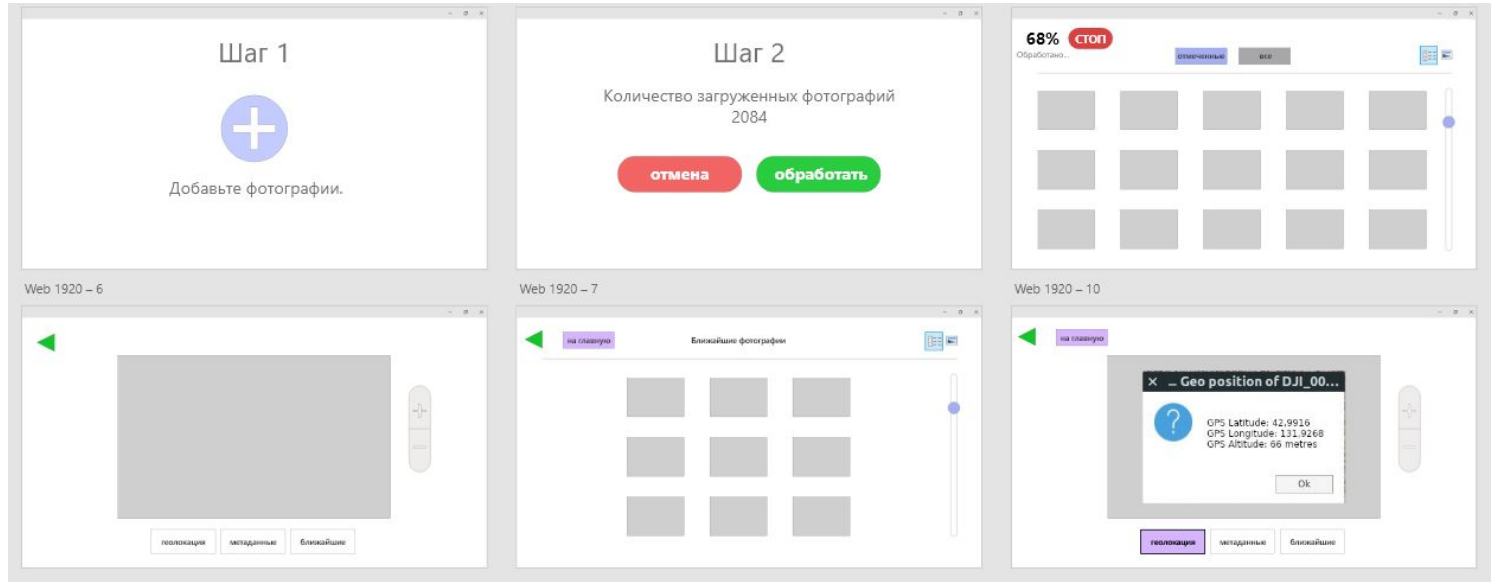 Шаг 1
Добавьте фотографии.
Шаг 2
Количество загруженных фотографий
2084
отмена
обработать
68%
стоп
Обработано...
отмеченные
все
Web 1920 – 6
Web 1920 – 7
Web 1920 – 10
геолокация
метаданные
ближайшие
на главную
Ближайшие фотографии
на главную
× _ Geo position of DJI_00...
?
GPS Latitude: 42,9916
GPS Longitude: 131,9268
GPS Altitude: 66 metres
Ok
геолокация
метаданные
ближайшие